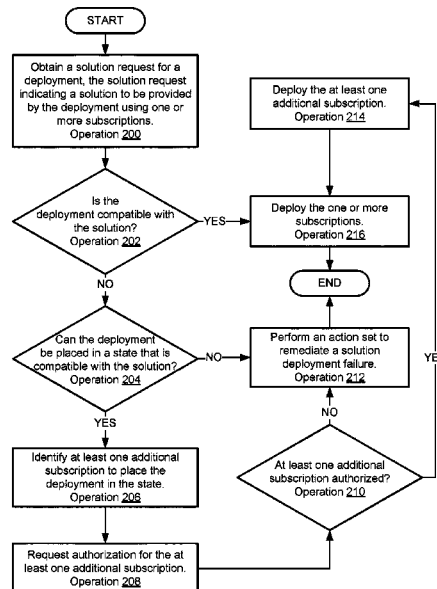 START
Obtain a solution request for a
deployment, the solution request
indicating a solution to be provided
by the deployment using one or
more subscriptions.
Operation 200
Is the
deployment compatible with
the solution?
Operation 202
YES
NO
Can the deployment
be placed in a state that is
compatible with the solution?
Operation 204
NO
YES
Identify at least one additional
subscription to place the
deployment in the state.
Operation 206
Request authorization for the at
least one additional subscription.
Operation 208
END
Deploy the at least one
additional subscription.
Operation 214
Deploy the one or more
subscriptions.
Operation 216
END
Perform an action set to
remediate a solution
deployment failure.
Operation 212
NO
At least one additional
subscription authorized?
Operation 210
YE